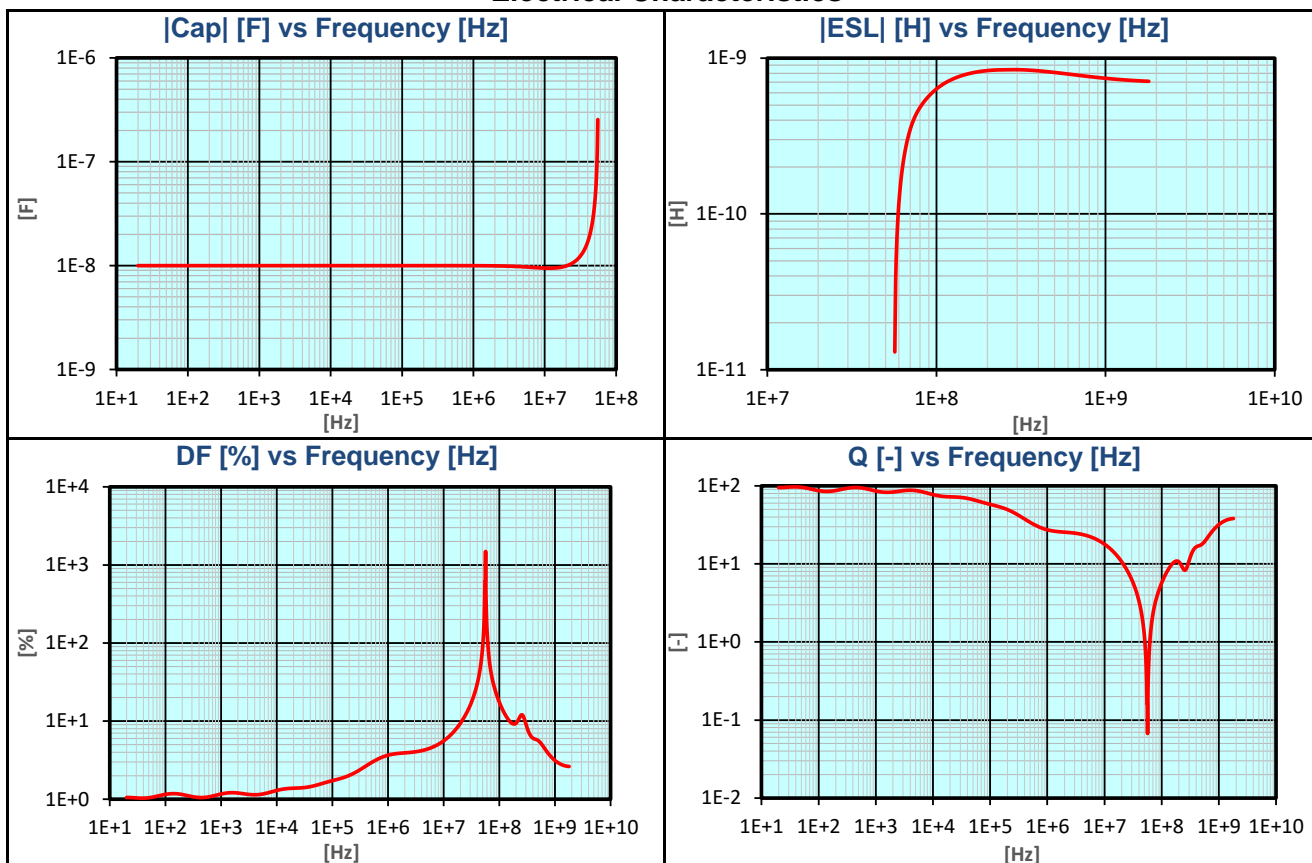 Electrical Characteristics
|Cap| [F] vs Frequency [Hz]
1E-6
1E-7
1E-8
1E-9
[F]
1E+1 1E+2 1E+3 1E+4 1E+5 1E+6 1E+7 1E+8
[Hz]
|ESL| [H] vs Frequency [Hz]
1E-9
1E-10
1E-11
[H]
1E+7 1E+8 1E+9 1E+10
[Hz]
DF [%] vs Frequency [Hz]
1E+4
1E+3
1E+2
1E+1
1E+0
[%]
1E+1 1E+2 1E+3 1E+4 1E+5 1E+6 1E+7 1E+8 1E+9 1E+10
[Hz]
Q [-] vs Frequency [Hz]
1E+2
1E+1
1E+0
1E-1
1E-2
[-]
1E+1 1E+2 1E+3 1E+4 1E+5 1E+6 1E+7 1E+8 1E+9 1E+10
[Hz]